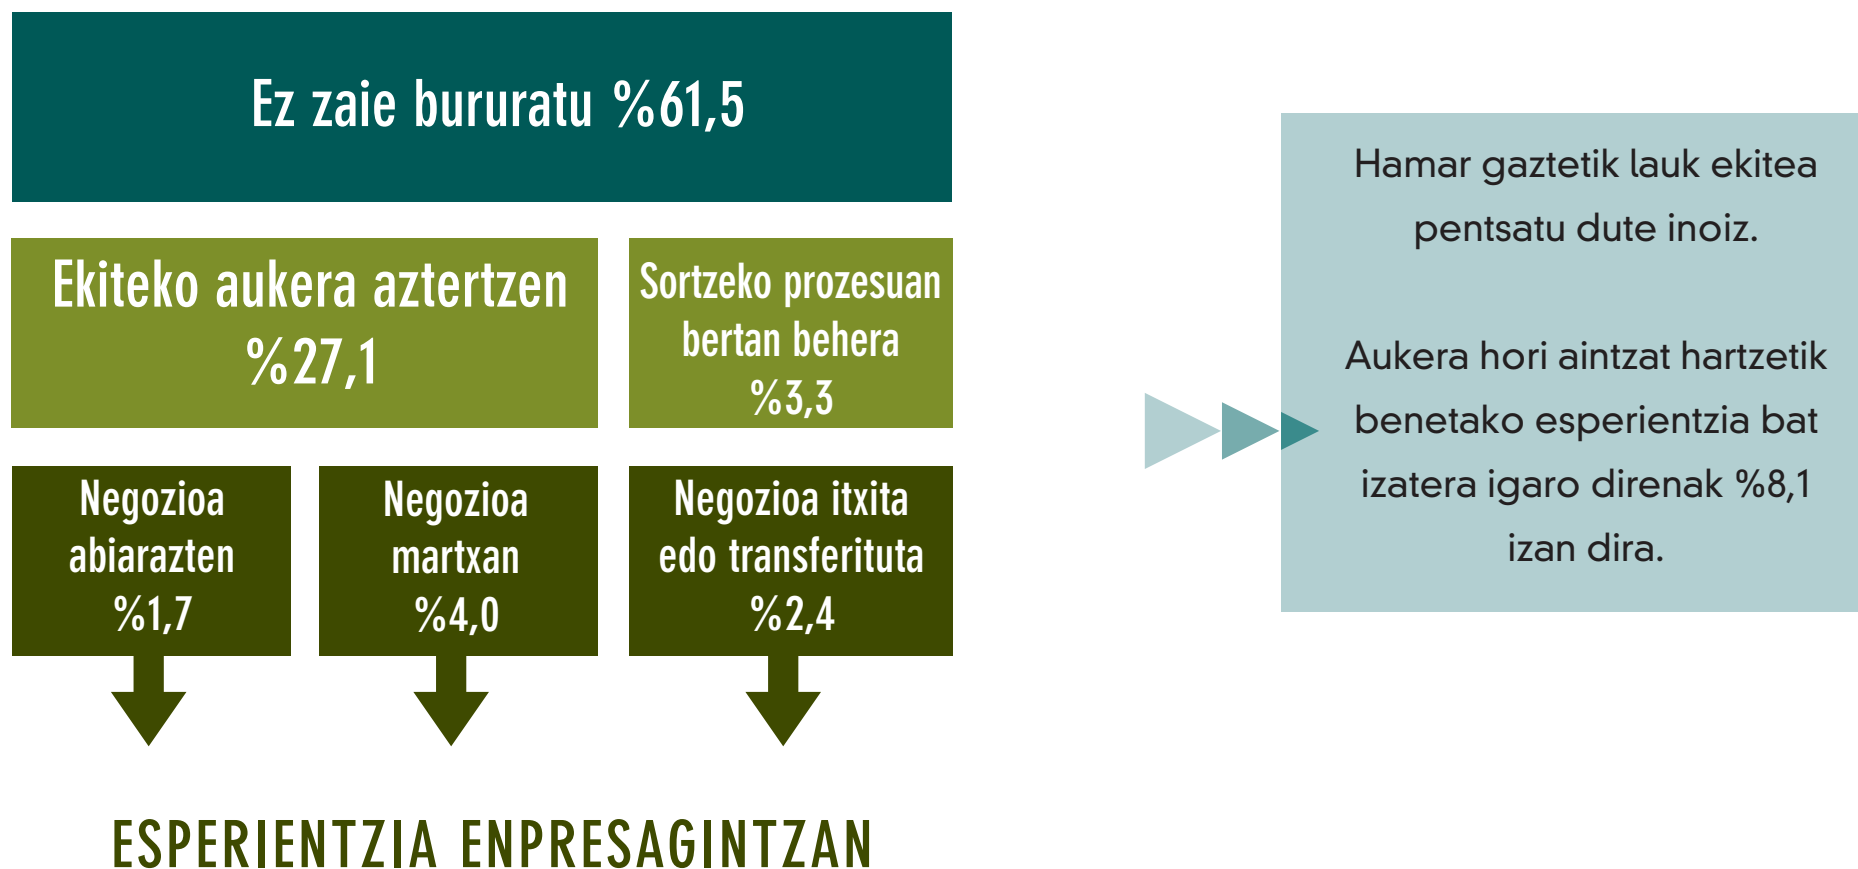 Ez zaie bururatu %61,5
Ekiteko aukera aztertzen
%27,1
Sortzeko prozesuan
bertan behera
%3,3
Negozioa
abiarazten
%1,7
Negozioa
martxan
%4,0
Negozioa itxita
edo transferituta
%2,4
ESPERIENTZIA ENPRESAGINTZAN
Hamar gaztetik lauk ekitea
pentsatu dute inoiz.
Aukera hori aintzat hartzetik
benetako esperientzia bat
izatera igaro direnak %8,1
izan dira.